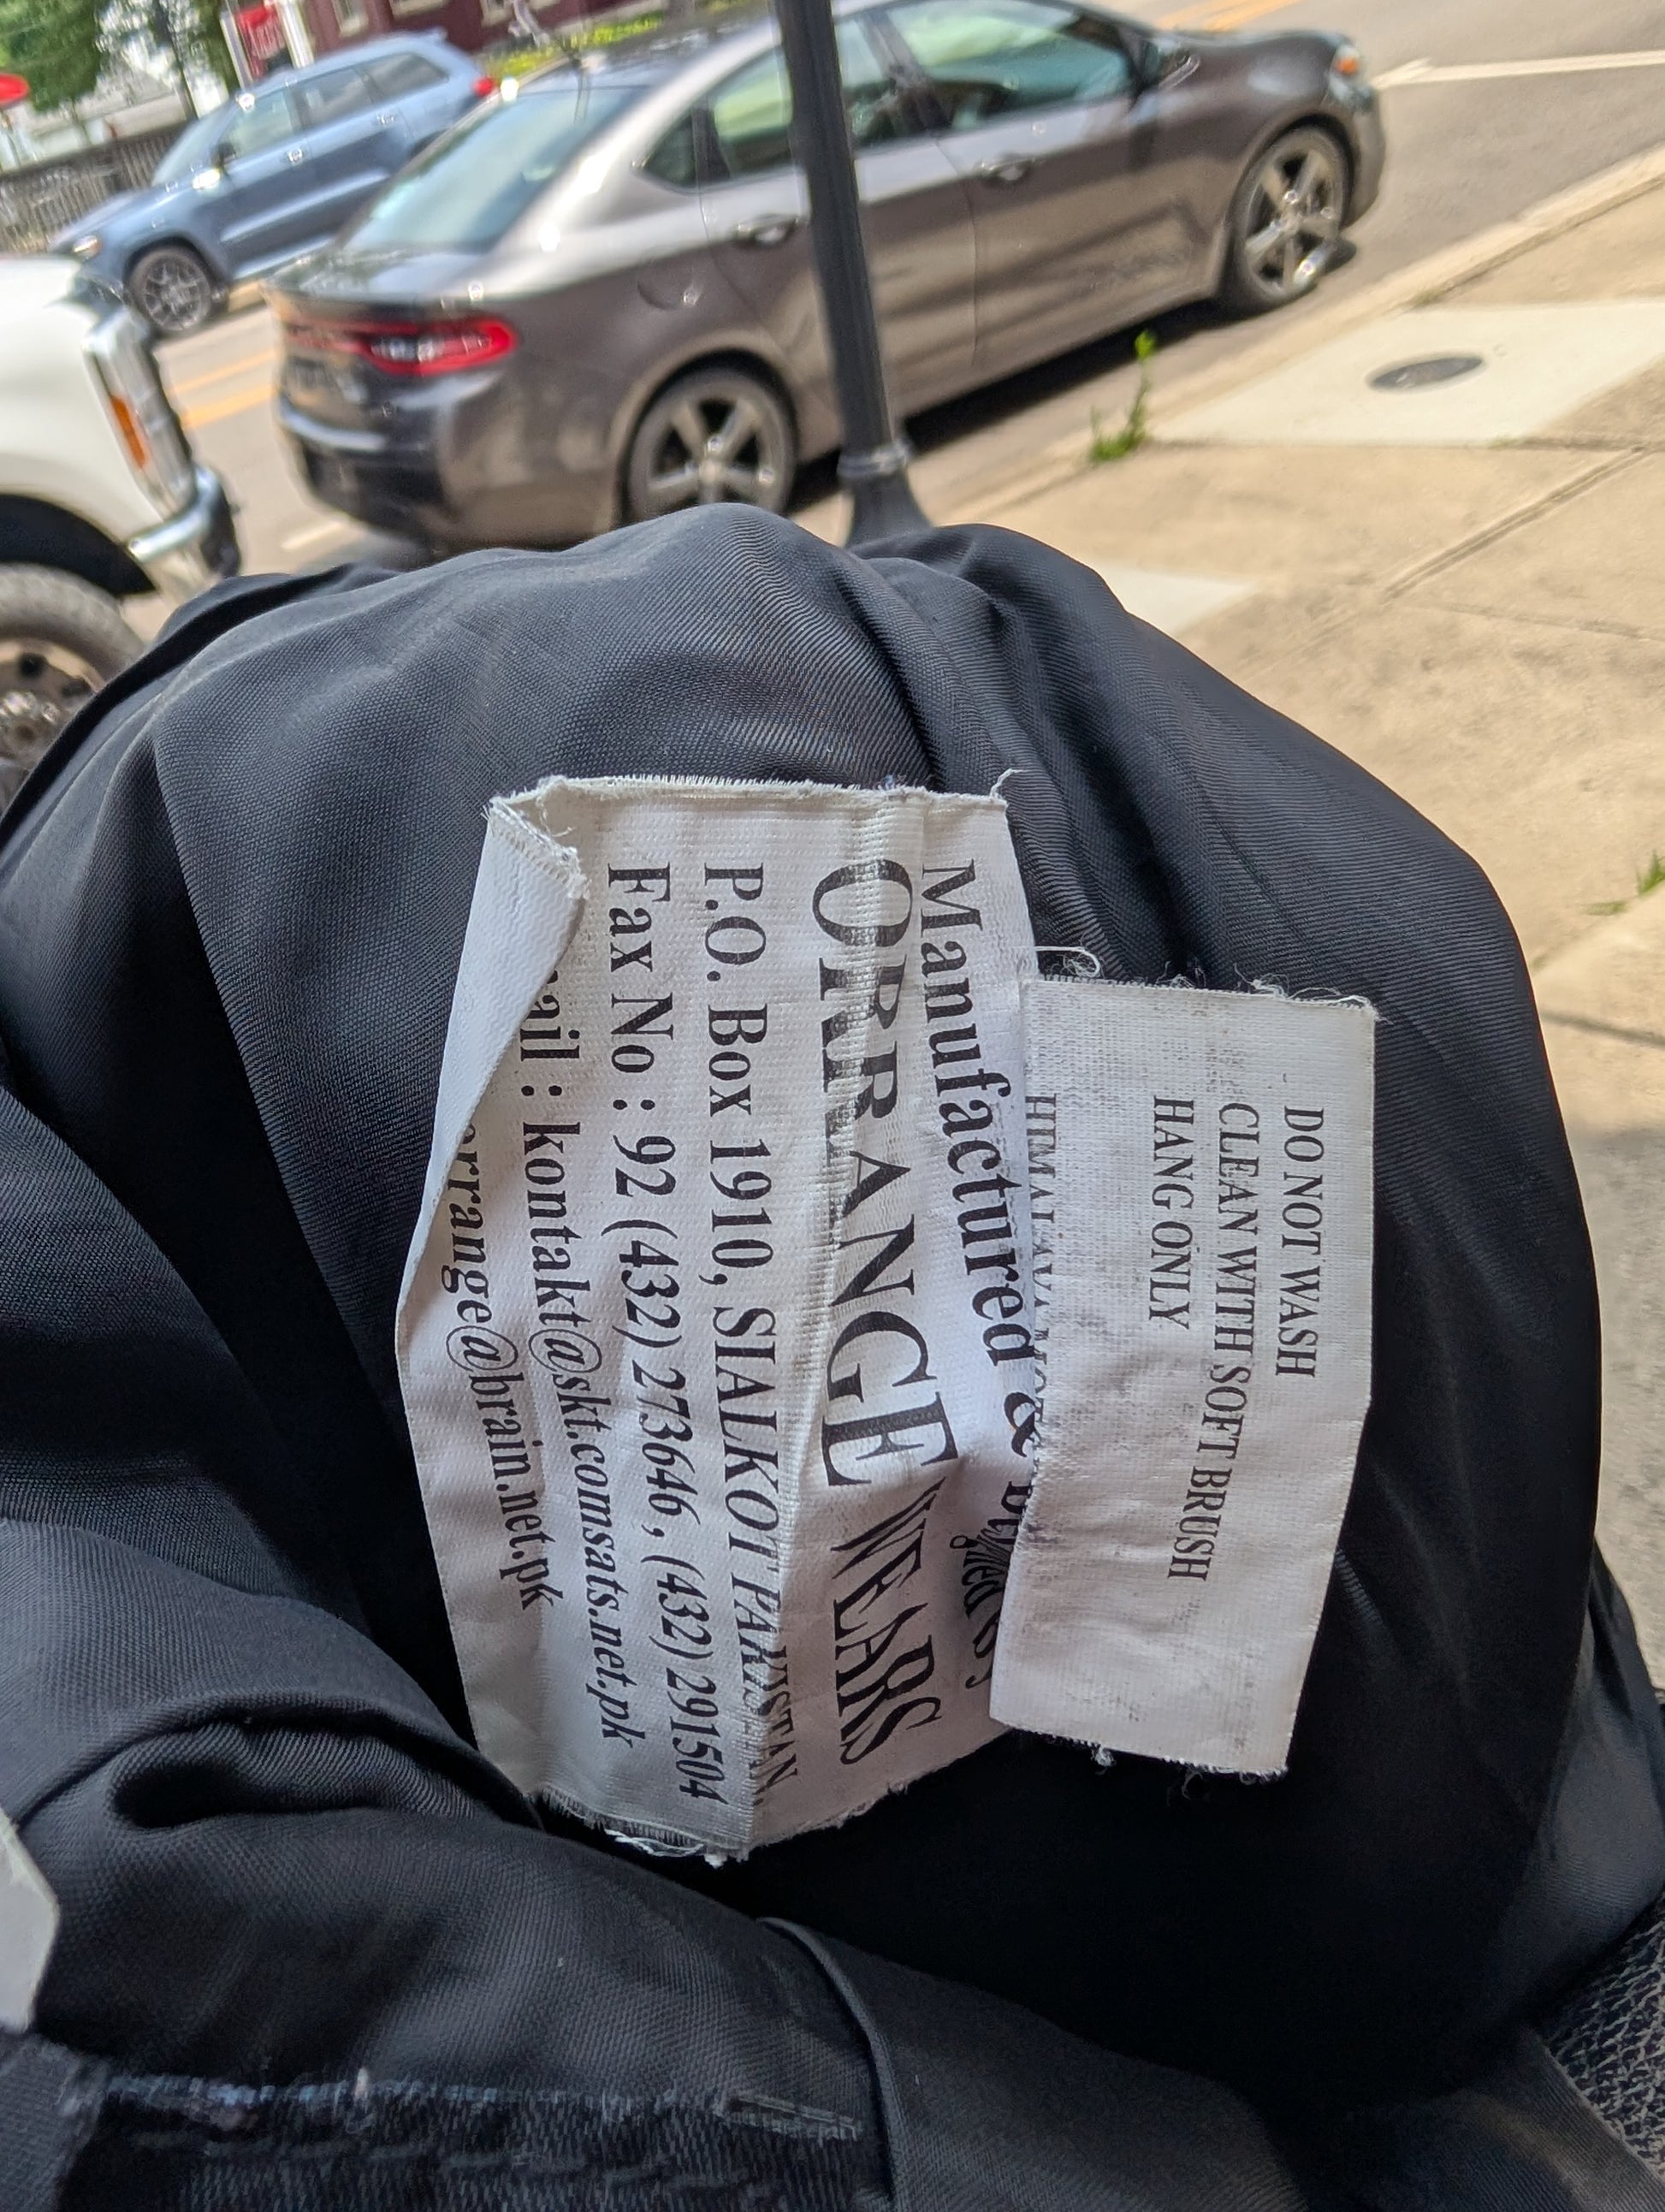 DO NOT WASH
CLEAN WITH SOFT BRUSH
HANG ONLY
Manufactured &
ORRANGE WEARS
P.O. Box 1910, SIALKOT PAKISTAN.
Fax No : 92 (432) 273646, (432) 291504
ail : kontakt@skt.comsats.net.pk
orrange@brain.net.pk